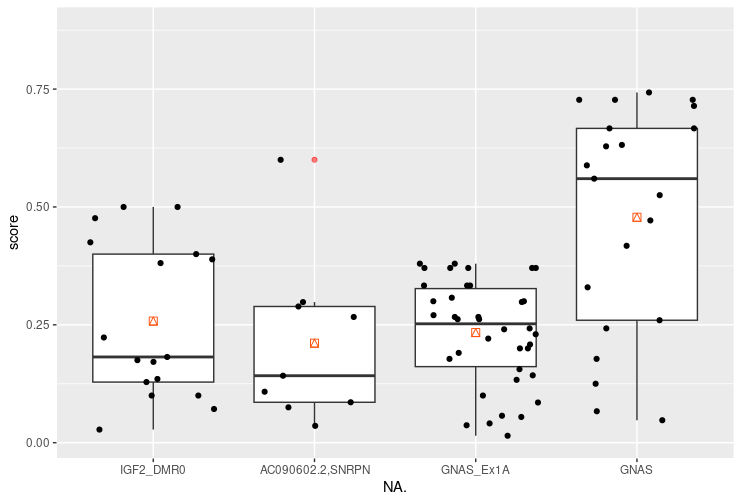 0.75
0.50
0.25
0.00
score
IGF2_DMR0
AC090602.2,SNRPN
GNAS_Ex1A
GNAS
NA.